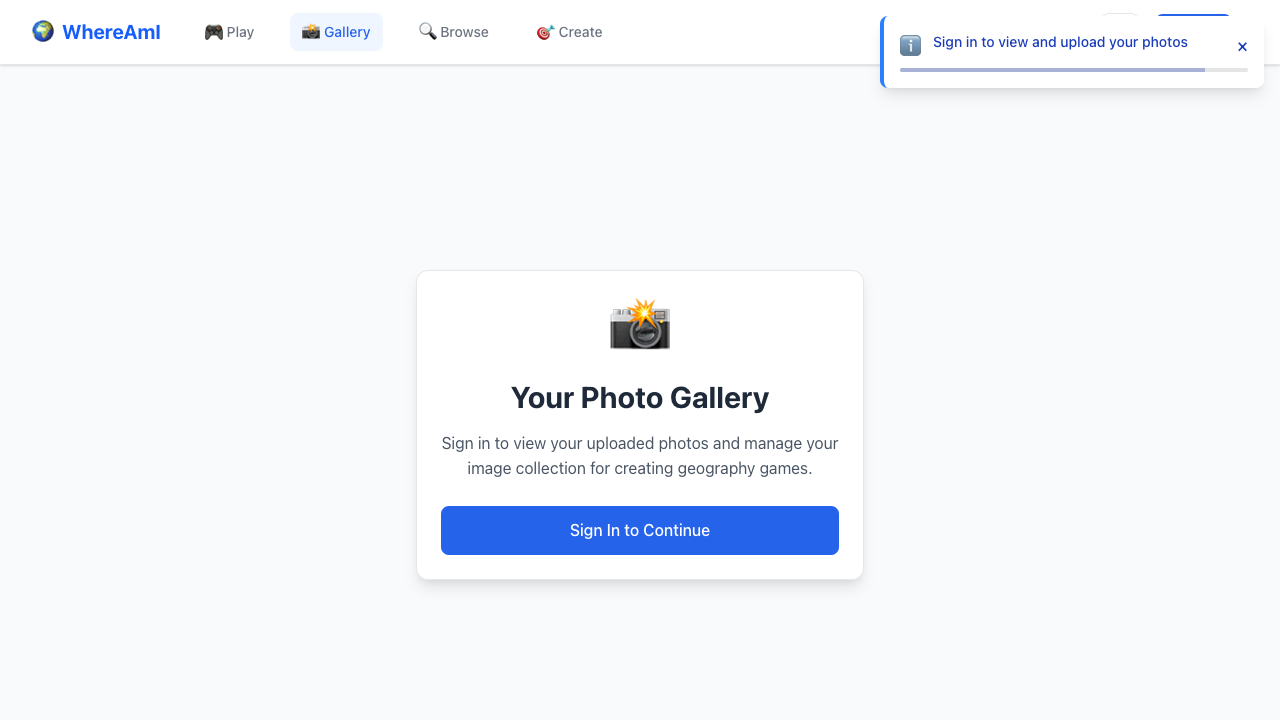 WhereAmI
Play
Gallery
Browse
Create
Sign in to view and upload your photos
×
Your Photo Gallery
Sign in to view your uploaded photos and manage your
image collection for creating geography games.
Sign In to Continue